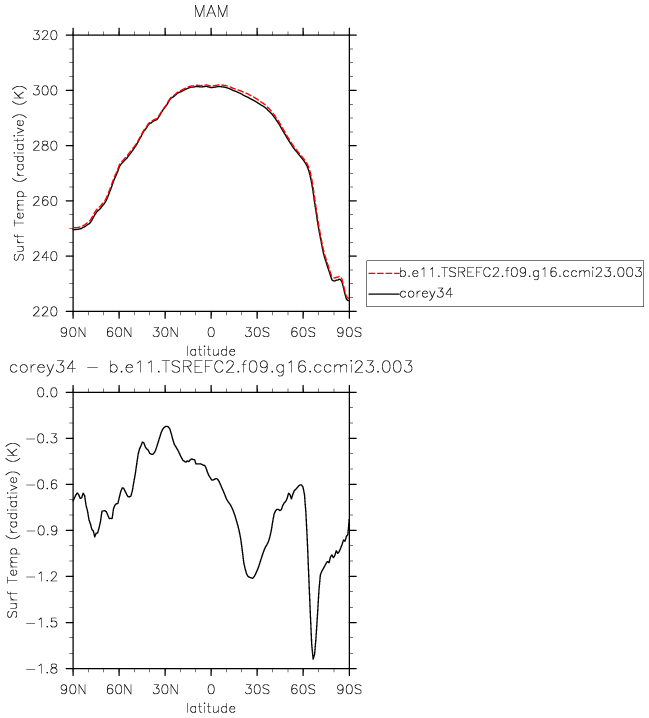 MAM
Surf Temp (radiative) (K)
320
300
280
260
240
220
90N 60N 30N 0 30S 60S 90S
latitude
b.e11.TSREFC2.f09.g16.ccmi23.003
corey34
corey34 − b.e11.TSREFC2.f09.g16.ccmi23.003
Surf Temp (radiative) (K)
0.0
−0.3
−0.6
−0.9
−1.2
−1.5
−1.8
90N 60N 30N 0 30S 60S 90S
latitude